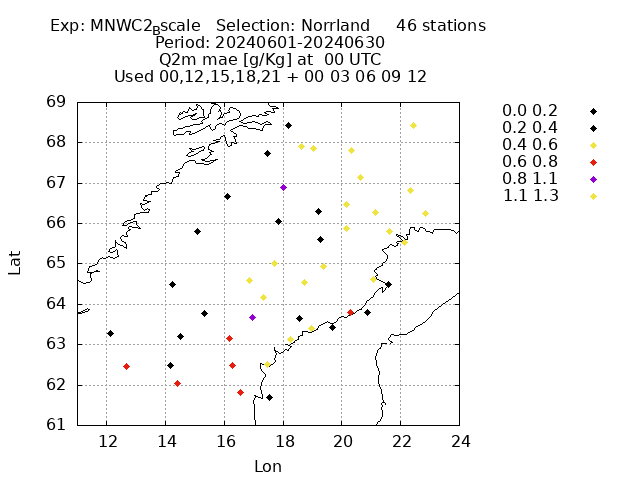 Exp: MNWC2Bscale   Selection: Norrland     46 stations
Period: 20240601-20240630
Q2m mae [g/Kg] at  00 UTC
Used 00,12,15,18,21 + 00 03 06 09 12
0.0 0.2
0.2 0.4
0.4 0.6
0.6 0.8
0.8 1.1
1.1 1.3
69
68
67
66
65
64
63
62
61
Lat
12 14 16 18 20 22 24
Lon